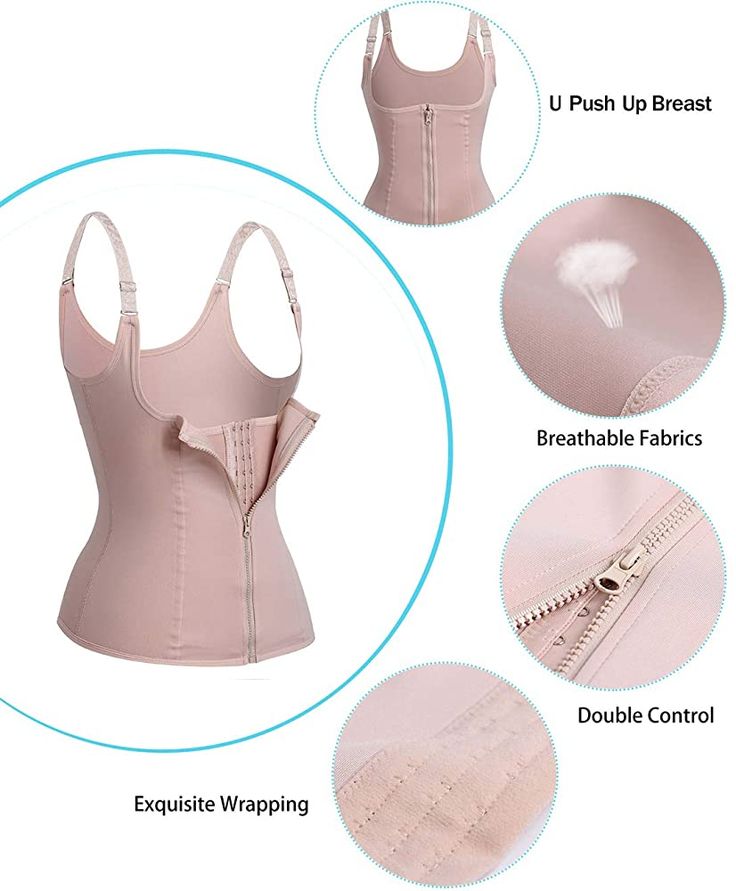 U Push Up Breast
Breathable Fabrics
Double Control
Exquisite Wrapping